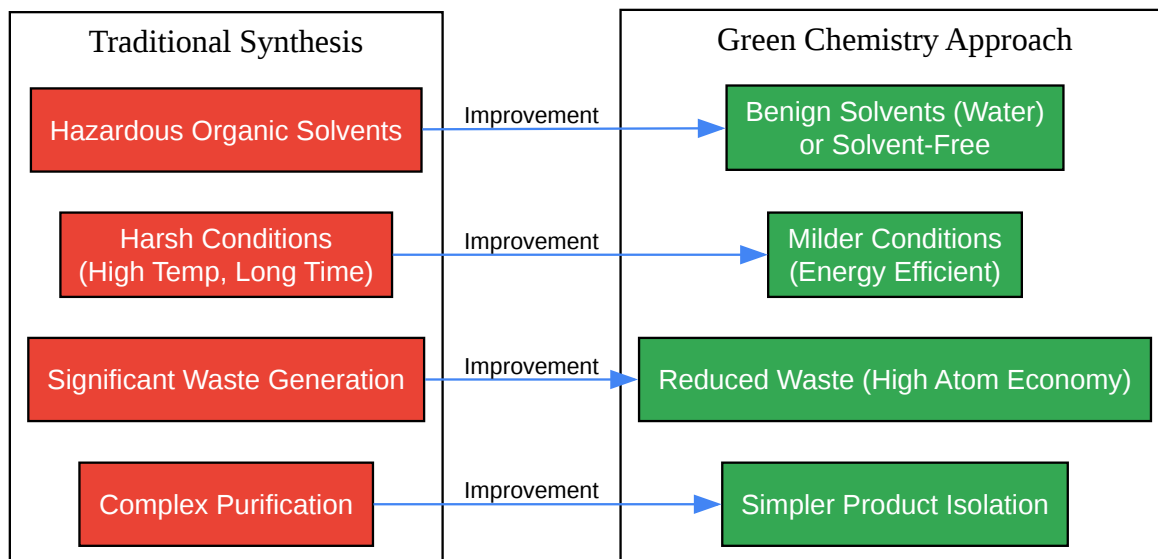 Traditional Synthesis
Green Chemistry Approach
Hazardous Organic Solvents
Improvement
Benign Solvents (Water)
or Solvent-Free
Harsh Conditions
(High Temp, Long Time)
Improvement
Milder Conditions
(Energy Efficient)
Significant Waste Generation
Improvement
Reduced Waste (High Atom Economy)
Complex Purification
Improvement
Simpler Product Isolation